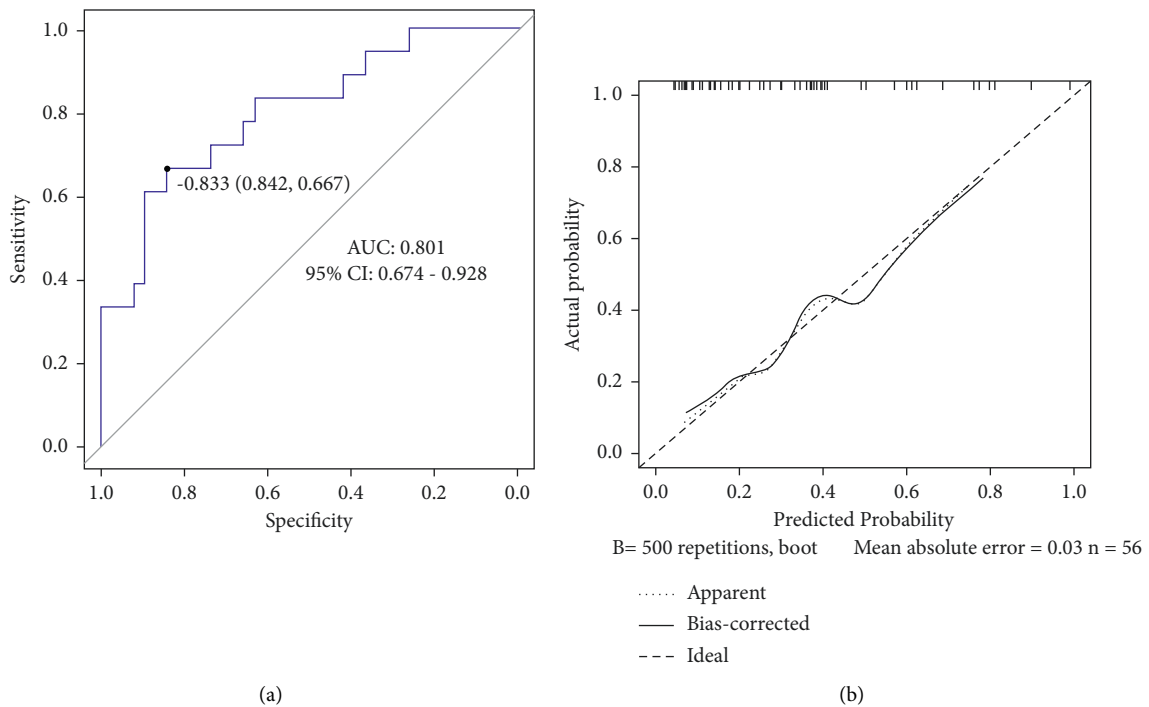 1.0
0.8
0.6
0.4
0.2
0.0
Sensitivity
-0.833 (0.842, 0.667)
AUC: 0.801
95% CI: 0.674 - 0.928
1.0 0.8 0.6 0.4 0.2 0.0
Specificity
(a)
1.0
0.8
0.6
0.4
0.2
0.0
Actual probability
0.0 0.2 0.4 0.6 0.8 1.0
Predicted Probability
B= 500 repetitions, boot Mean absolute error = 0.03 n = 56
Apparent
Bias-corrected
Ideal
(b)